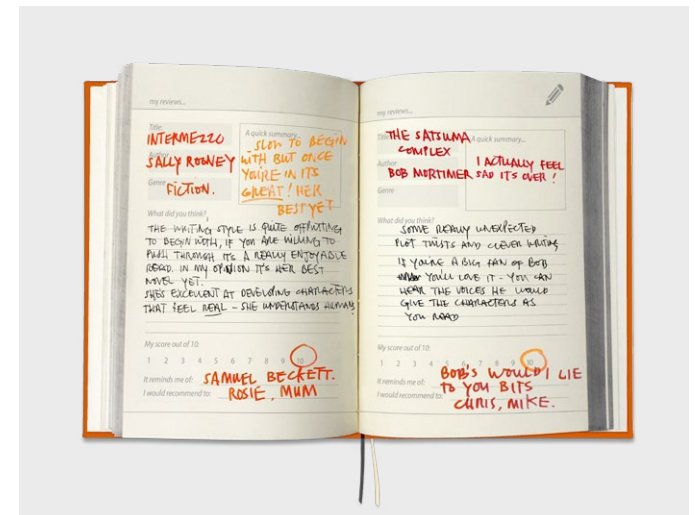 my reviews...
Title
INTERMEZZO
Author
SALLY ROONEY
Genre
FICTION.
A quick summary...
SLOW TO BEGIN
WITH BUT ONCE
YOU'RE IN ITS
GREAT! HER
BEST YET
What did you think?
THE WRITING STYLE IS QUITE OFFPUTTING
TO BEGIN WITH, IF YOU ARE WILLING TO
PUSH THROUGH IT'S A REALLY ENJOYABLE
READ. IN MY OPINION IT'S HER BEST
NOVEL YET.
SHE'S EXCELLENT AT DEVELOPING CHARACTERS
THAT FEEL REAL - SHE UNDERSTANDS HUMANS
My score out of 10:
1 2 3 4 5 6 7 8 9 10
It reminds me of: SAMUEL BECKETT.
I would recommend to: ROSIE, MUM
my reviews...
Title
THE SATSUMA
COMPLEX
Author
BOB MORTIMER
Genre
A quick summary...
I ACTUALLY FEEL
SAD IT'S OVER!
What did you think?
SOME REALLY UNEXPECTED
PLOT TWISTS AND CLEVER WRITING
IF YOU'RE A BIG FAN OF BOB
YOU'LL LOVE IT - YOU CAN
HEAR THE VOICES HE WOULD
GIVE THE CHARACTERS AS
YOU READ
My score out of 10:
1 2 3 4 5 6 7 8 9 10
It reminds me of: BOB'S WOULD I LIE
TO YOU BITS
I would recommend to: CHRIS, MIKE.